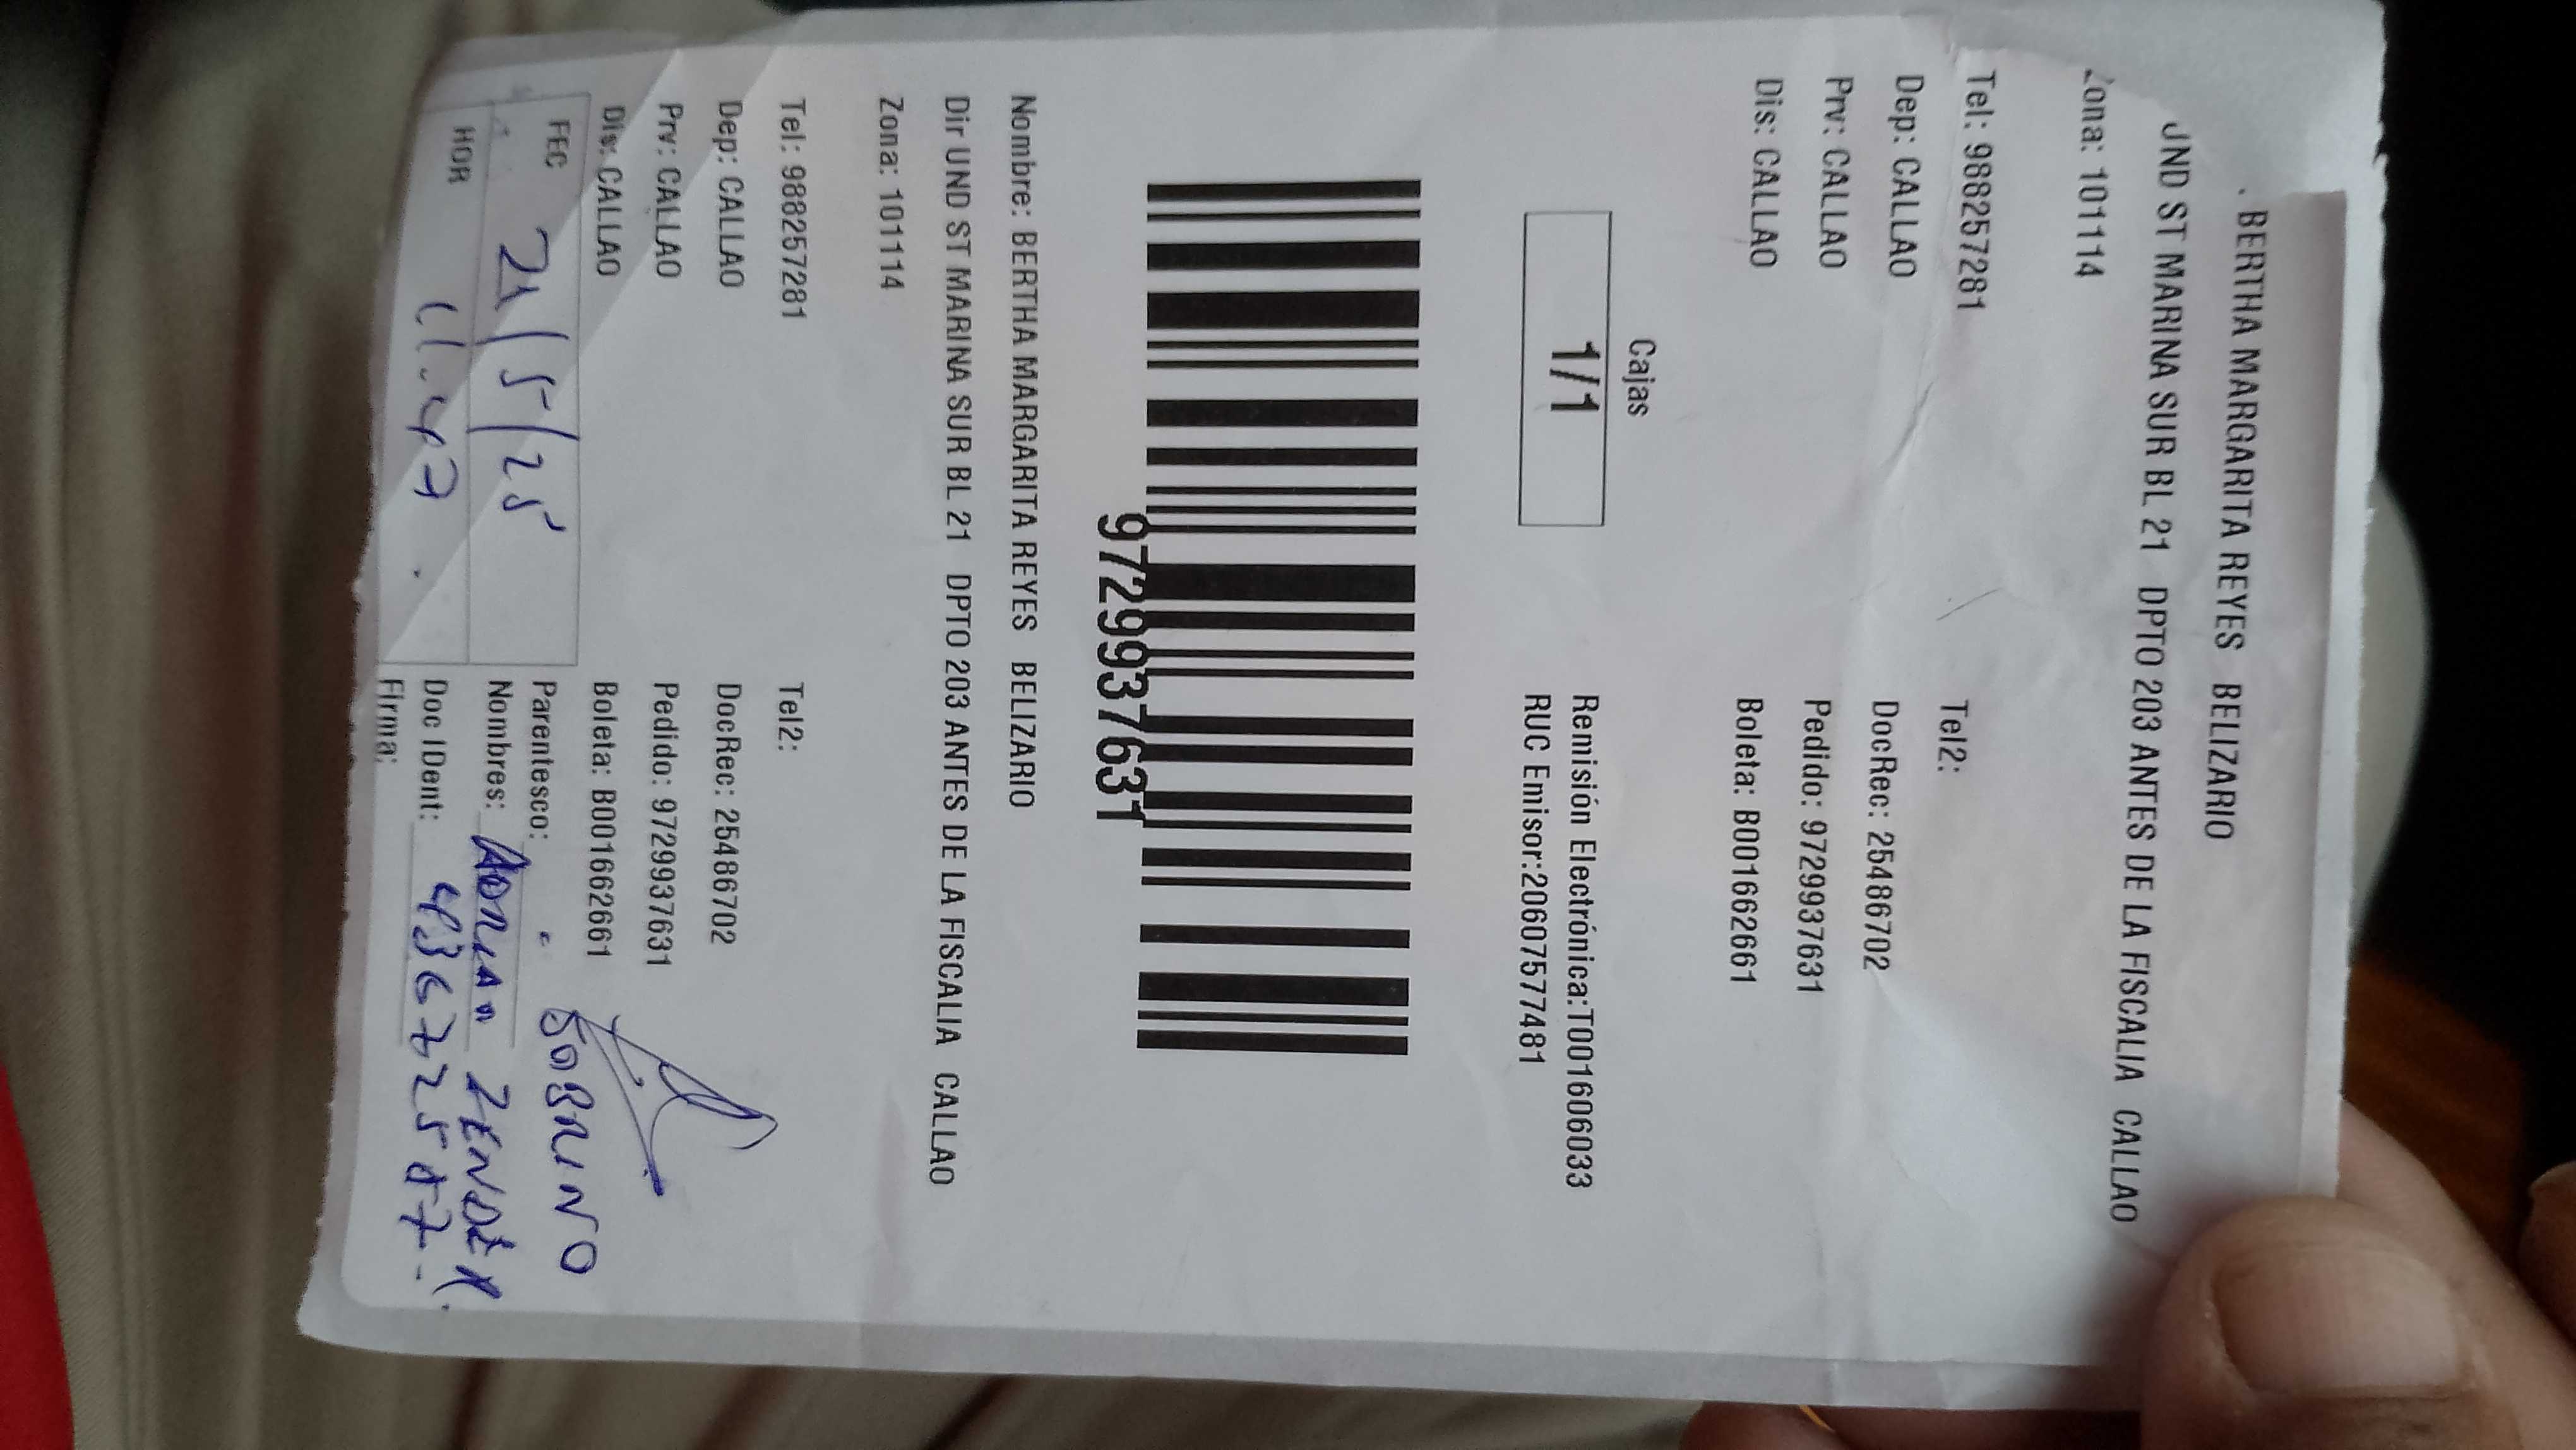 . BERTHA MARGARITA REYES BELIZARIO
UND ST MARINA SUR BL 21 DPTO 203 ANTES DE LA FISCALIA CALLAO
Zona: 101114
Tel: 988257281 Tel2:
Dep: CALLAO DocRec: 25486702
Prv: CALLAO Pedido: 9729937631
Dis: CALLAO Boleta: B001662661
Cajas
1/1
Remisión Electrónica:T001606033
RUC Emisor:20607577481
9729937631
Nombre: BERTHA MARGARITA REYES BELIZARIO
Dir UND ST MARINA SUR BL 21 DPTO 203 ANTES DE LA FISCALIA CALLAO
Zona: 101114
Tel: 988257281 Tel2:
Dep: CALLAO DocRec: 25486702
Prv: CALLAO Pedido: 9729937631
Dis: CALLAO Boleta: B001662661
FEC 21/5/25 Parentesco: SOBRINO
Nombres: ADRIAN
HOR Doc IDent:
Firma: